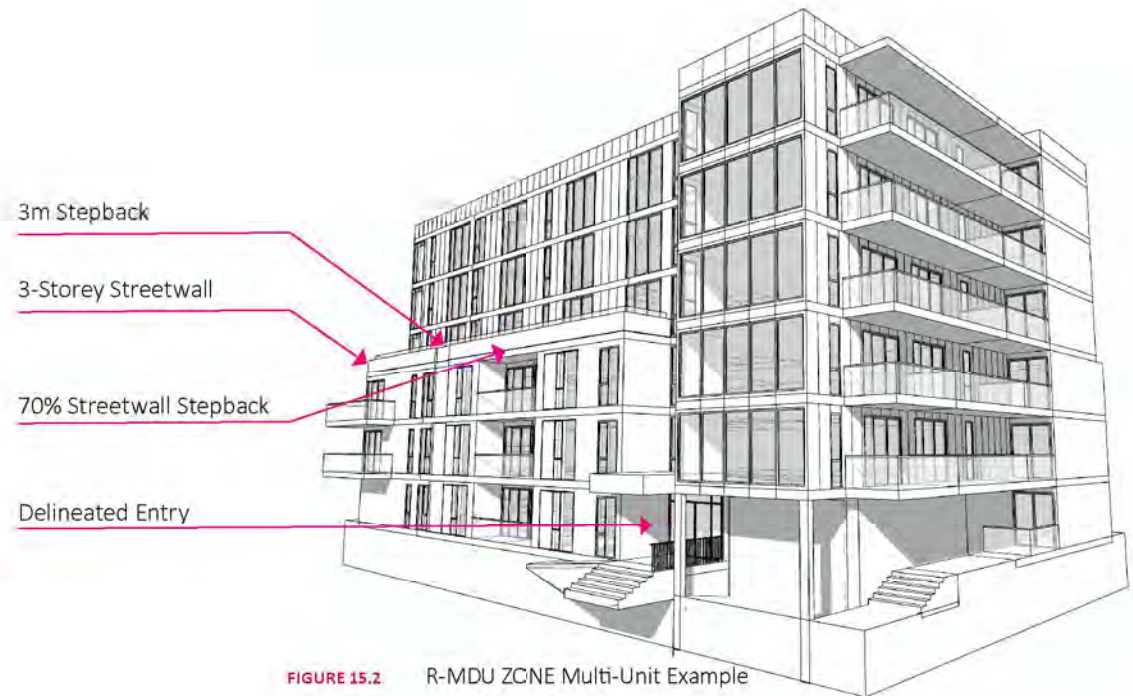 3m Stepback
3-Storey Streetwall
70% Streetwall Stepback
Delineated Entry
FIGURE 15.2 R-MDU ZONE Multi-Unit Example